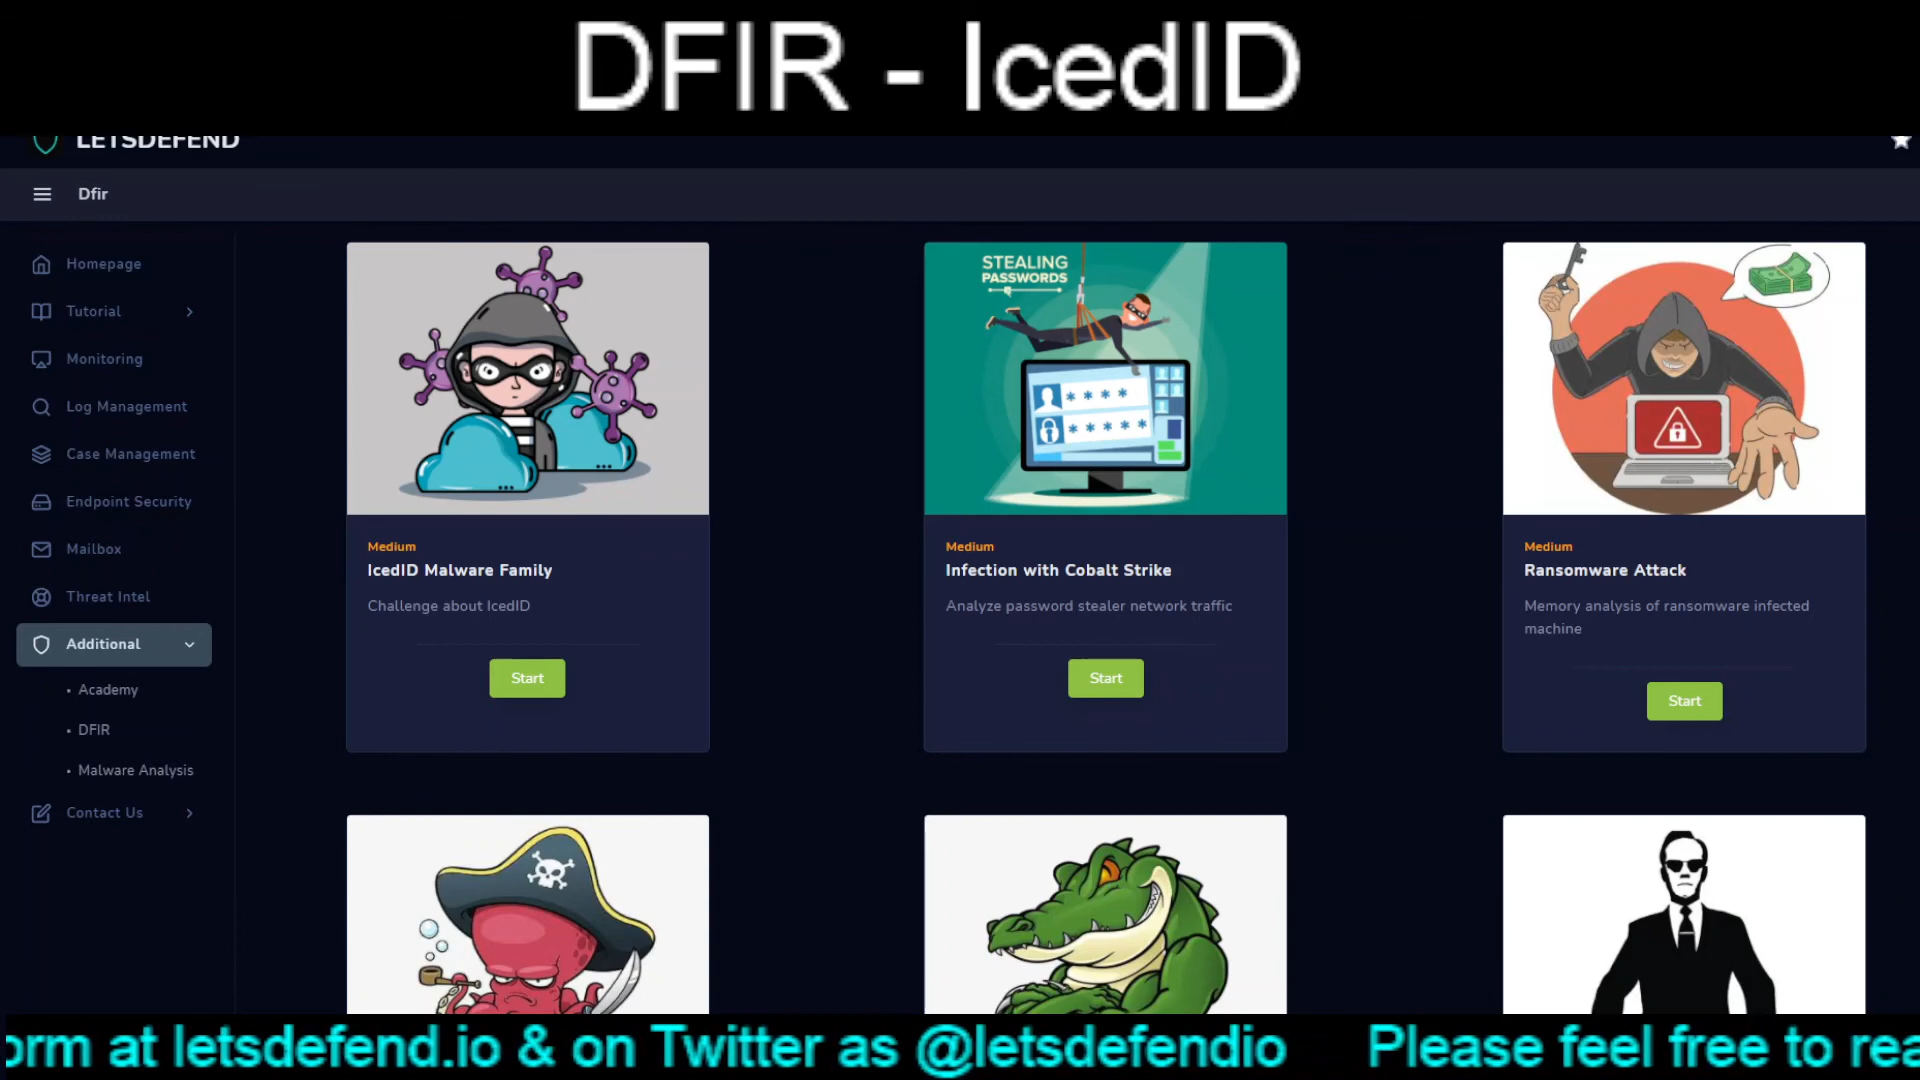 DFIR - IcedID
LETSDEFEND
Dfir
Homepage
Tutorial
Monitoring
Log Management
Case Management
Endpoint Security
Mailbox
Threat Intel
Additional
Academy
DFIR
Malware Analysis
Contact Us
STEALING
PASSWORDS
Medium
IcedID Malware Family
Challenge about IcedID
Start
Medium
Infection with Cobalt Strike
Analyze password stealer network traffic
Start
Medium
Ransomware Attack
Memory analysis of ransomware infected
machine
Start
orm at letsdefend.io & on Twitter as @letsdefendio Please feel free to rea